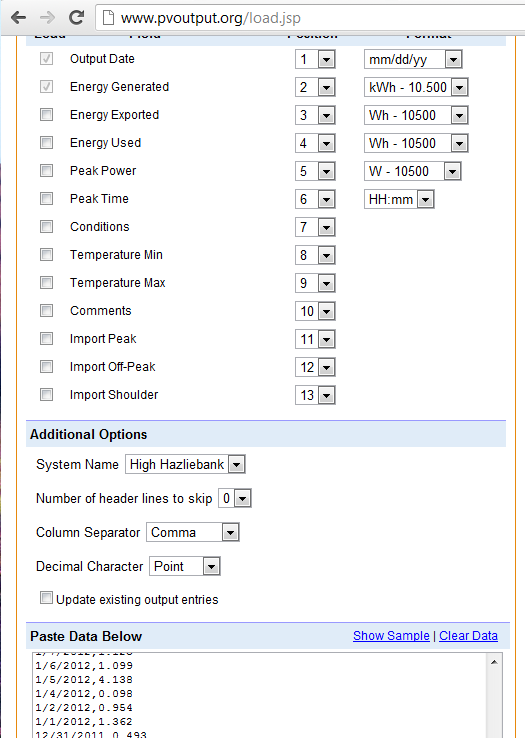 www.pvoutput.org/load.jsp
Load Field Position Format
Output Date 1 mm/dd/yy
Energy Generated 2 kWh - 10.500
Energy Exported 3 Wh - 10500
Energy Used 4 Wh - 10500
Peak Power 5 W - 10500
Peak Time 6 HH:mm
Conditions 7
Temperature Min 8
Temperature Max 9
Comments 10
Import Peak 11
Import Off-Peak 12
Import Shoulder 13
Additional Options
System Name High Hazliebank
Number of header lines to skip 0
Column Separator Comma
Decimal Character Point
Update existing output entries
Paste Data Below Show Sample | Clear Data
1/7/2012,1.128
1/6/2012,1.099
1/5/2012,4.138
1/4/2012,0.098
1/2/2012,0.954
1/1/2012,1.362
12/31/2011,0.493